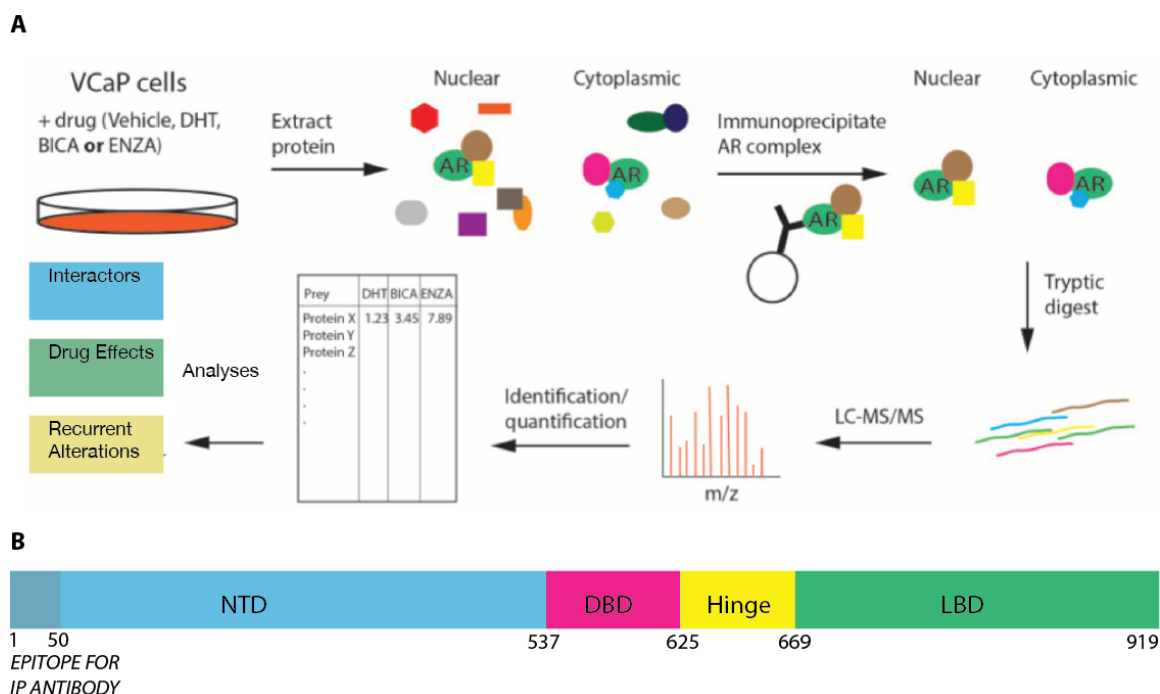 A
VCaP cells
+ drug (Vehicle, DHT,
BICA or ENZA)
Extract
protein
Nuclear
Cytoplasmic
AR
AR
Immunoprecipitate
AR complex
AR
Nuclear
Cytoplasmic
AR
AR
Tryptic
digest
LC-MS/MS
m/z
Identification/
quantification
Prey DHT BICA ENZA
Protein X 1.23 3.45 7.89
Protein Y
Protein Z
.
.
.
.
.
Analyses
Interactors
Drug Effects
Recurrent
Alterations
B
NTD DBD Hinge LBD
1 50 537 625 669 919
EPITOPE FOR
IP ANTIBODY